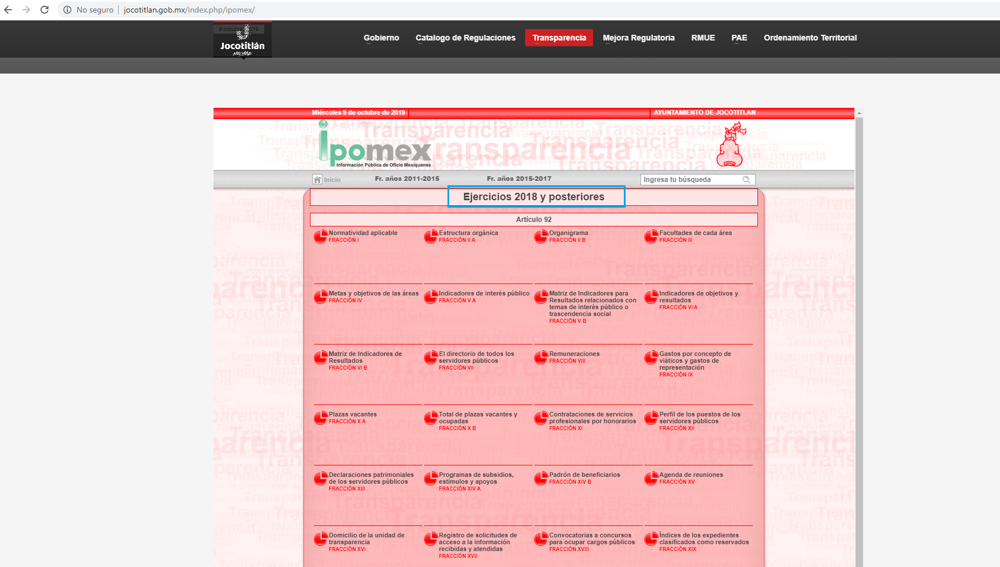 No seguro | jocotitlan.gob.mx/index.php/ipomex/
9 octubre 2019
Jocotitlán
Gobierno Catalogo de Regulaciones Transparencia Mejora Regulatoria RMUE PAE Ordenamiento Territorial
Miércoles 9 de octubre de 2019 AYUNTAMIENTO DE JOCOTITLAN
Transparencia
ipomex
Información Pública de Oficio Mexiquense
Inicio Fr. años 2011-2015 Fr. años 2015-2017 Ingresa tu búsqueda
Ejercicios 2018 y posteriores
Artículo 92
Normatividad aplicable
FRACCIÓN I
Estructura orgánica
FRACCIÓN II A
Organigrama
FRACCIÓN II B
Facultades de cada área
FRACCIÓN III
Metas y objetivos de las áreas
FRACCIÓN IV
Indicadores de interés público
FRACCIÓN V A
Matriz de Indicadores para
Resultados relacionados con
temas de interés público o
trascendencia social
FRACCIÓN V B
Indicadores de objetivos y
resultados
FRACCIÓN VI A
Matriz de Indicadores de
Resultados
FRACCIÓN VI B
El directorio de todos los
servidores públicos
FRACCIÓN VII
Remuneraciones
FRACCIÓN VIII
Gastos por concepto de
viáticos y gastos de
representación
FRACCIÓN IX
Plazas vacantes
FRACCIÓN X A
Total de plazas vacantes y
ocupadas
FRACCIÓN X B
Contrataciones de servicios
profesionales por honorarios
FRACCIÓN XI
Perfil de los puestos de los
servidores públicos
FRACCIÓN XII
Declaraciones patrimoniales
de los servidores públicos
FRACCIÓN XIII
Programas de subsidios,
estímulos y apoyos
FRACCIÓN XIV A
Padrón de beneficiarios
FRACCIÓN XIV B
Agenda de reuniones
FRACCIÓN XV
Domicilio de la unidad de
transparencia
FRACCIÓN XVI
Registro de solicitudes de
acceso a la información
recibidas y atendidas
FRACCIÓN XVII
Convocatorias a concursos
para ocupar cargos públicos
FRACCIÓN XVIII
Índices de los expedientes
clasificados como reservados
FRACCIÓN XIX